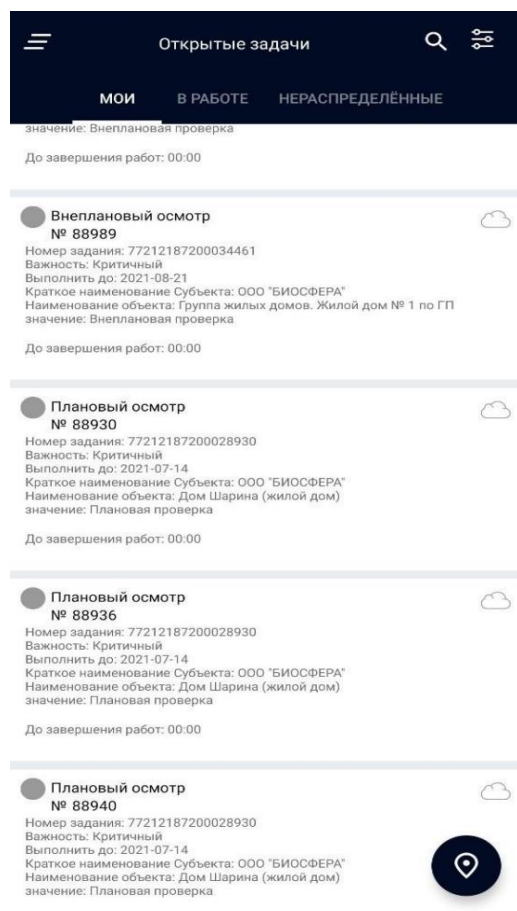 Открытые задачи
МОИ В РАБОТЕ НЕРАСПРЕДЕЛЁННЫЕ
значение: Внеплановая проверка
До завершения работ: 00:00
Внеплановый осмотр
№ 88989
Номер задания: 77212187200034461
Важность: Критичный
Выполнить до: 2021-08-21
Краткое наименование Субъекта: ООО "БИОСФЕРА"
Наименование объекта: Группа жилых домов. Жилой дом № 1 по ГП
значение: Внеплановая проверка
До завершения работ: 00:00
Плановый осмотр
№ 88930
Номер задания: 77212187200028930
Важность: Критичный
Выполнить до: 2021-07-14
Краткое наименование Субъекта: ООО "БИОСФЕРА"
Наименование объекта: Дом Шарина (жилой дом)
значение: Плановая проверка
До завершения работ: 00:00
Плановый осмотр
№ 88936
Номер задания: 77212187200028930
Важность: Критичный
Выполнить до: 2021-07-14
Краткое наименование Субъекта: ООО "БИОСФЕРА"
Наименование объекта: Дом Шарина (жилой дом)
значение: Плановая проверка
До завершения работ: 00:00
Плановый осмотр
№ 88940
Номер задания: 77212187200028930
Важность: Критичный
Выполнить до: 2021-07-14
Краткое наименование Субъекта: ООО "БИОСФЕРА"
Наименование объекта: Дом Шарина (жилой дом)
значение: Плановая проверка